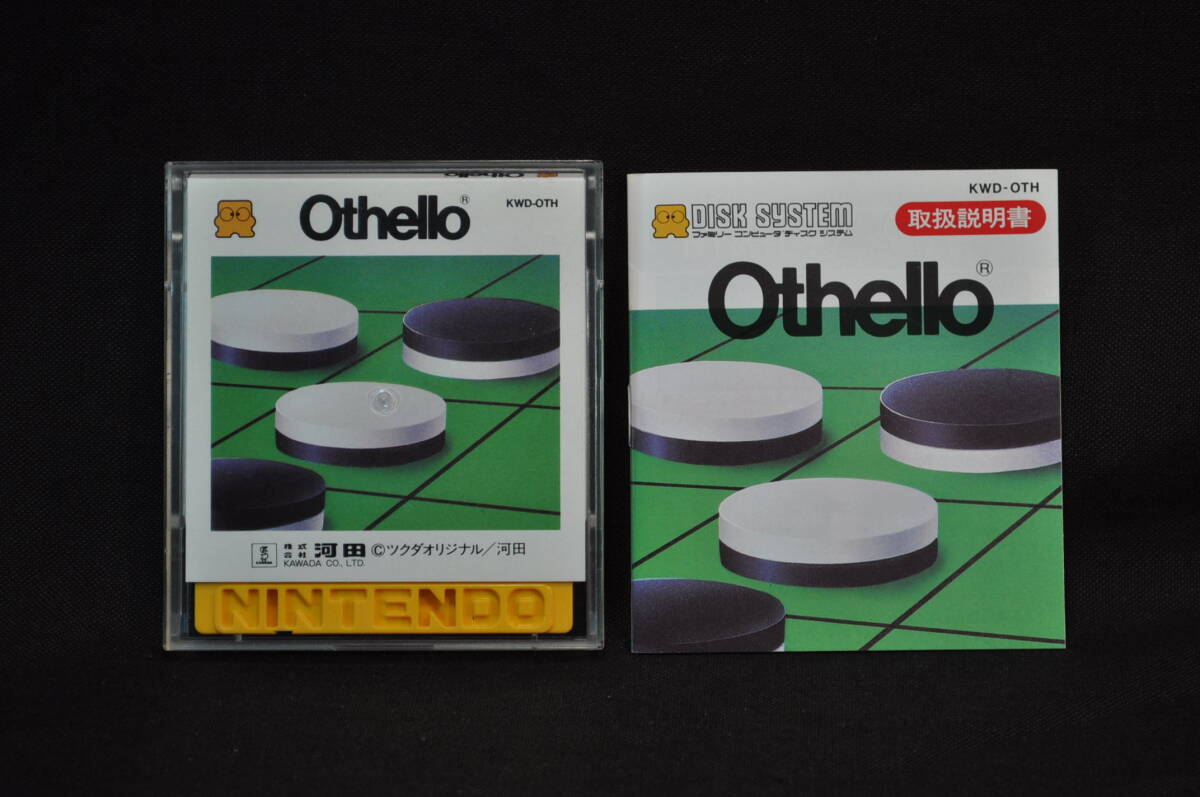 Othello
Othello®
KWD-OTH
株式会社 河田 ©ツクダオリジナル／河田
KAWADA CO., LTD.
NINTENDO
KWD-OTH
DISK SYSTEM
ファミリー コンピュータ ディスク システム
取扱説明書
Othello®